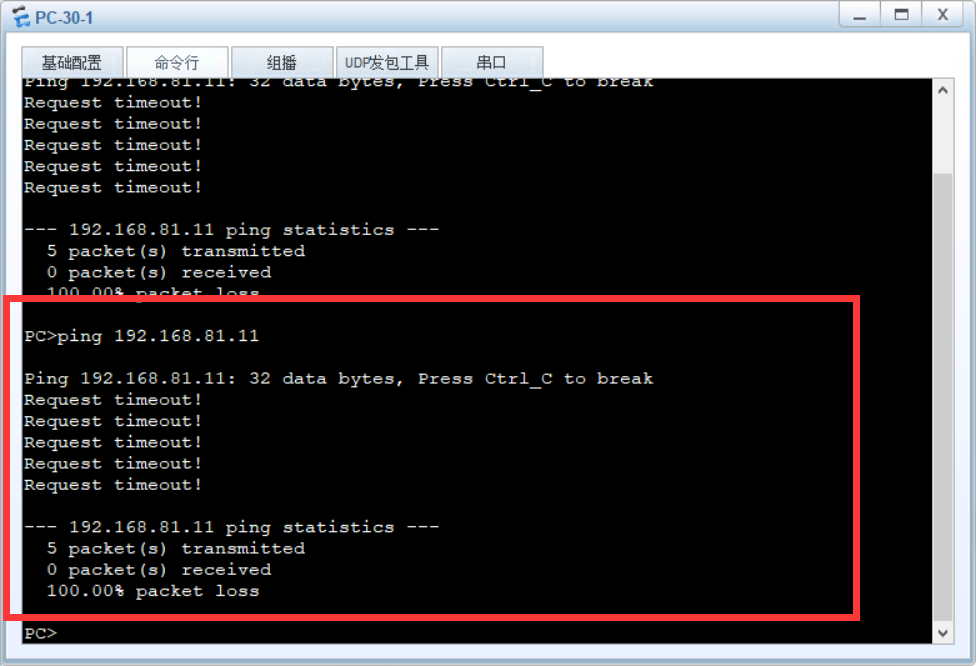 PC-30-1
基础配置 命令行 组播 UDP发包工具 串口
Ping 192.168.81.11: 32 data bytes, Press Ctrl_C to break
Request timeout!
Request timeout!
Request timeout!
Request timeout!
Request timeout!
--- 192.168.81.11 ping statistics ---
5 packet(s) transmitted
0 packet(s) received
100.00% packet loss
PC>ping 192.168.81.11
Ping 192.168.81.11: 32 data bytes, Press Ctrl_C to break
Request timeout!
Request timeout!
Request timeout!
Request timeout!
Request timeout!
--- 192.168.81.11 ping statistics ---
5 packet(s) transmitted
0 packet(s) received
100.00% packet loss
PC>